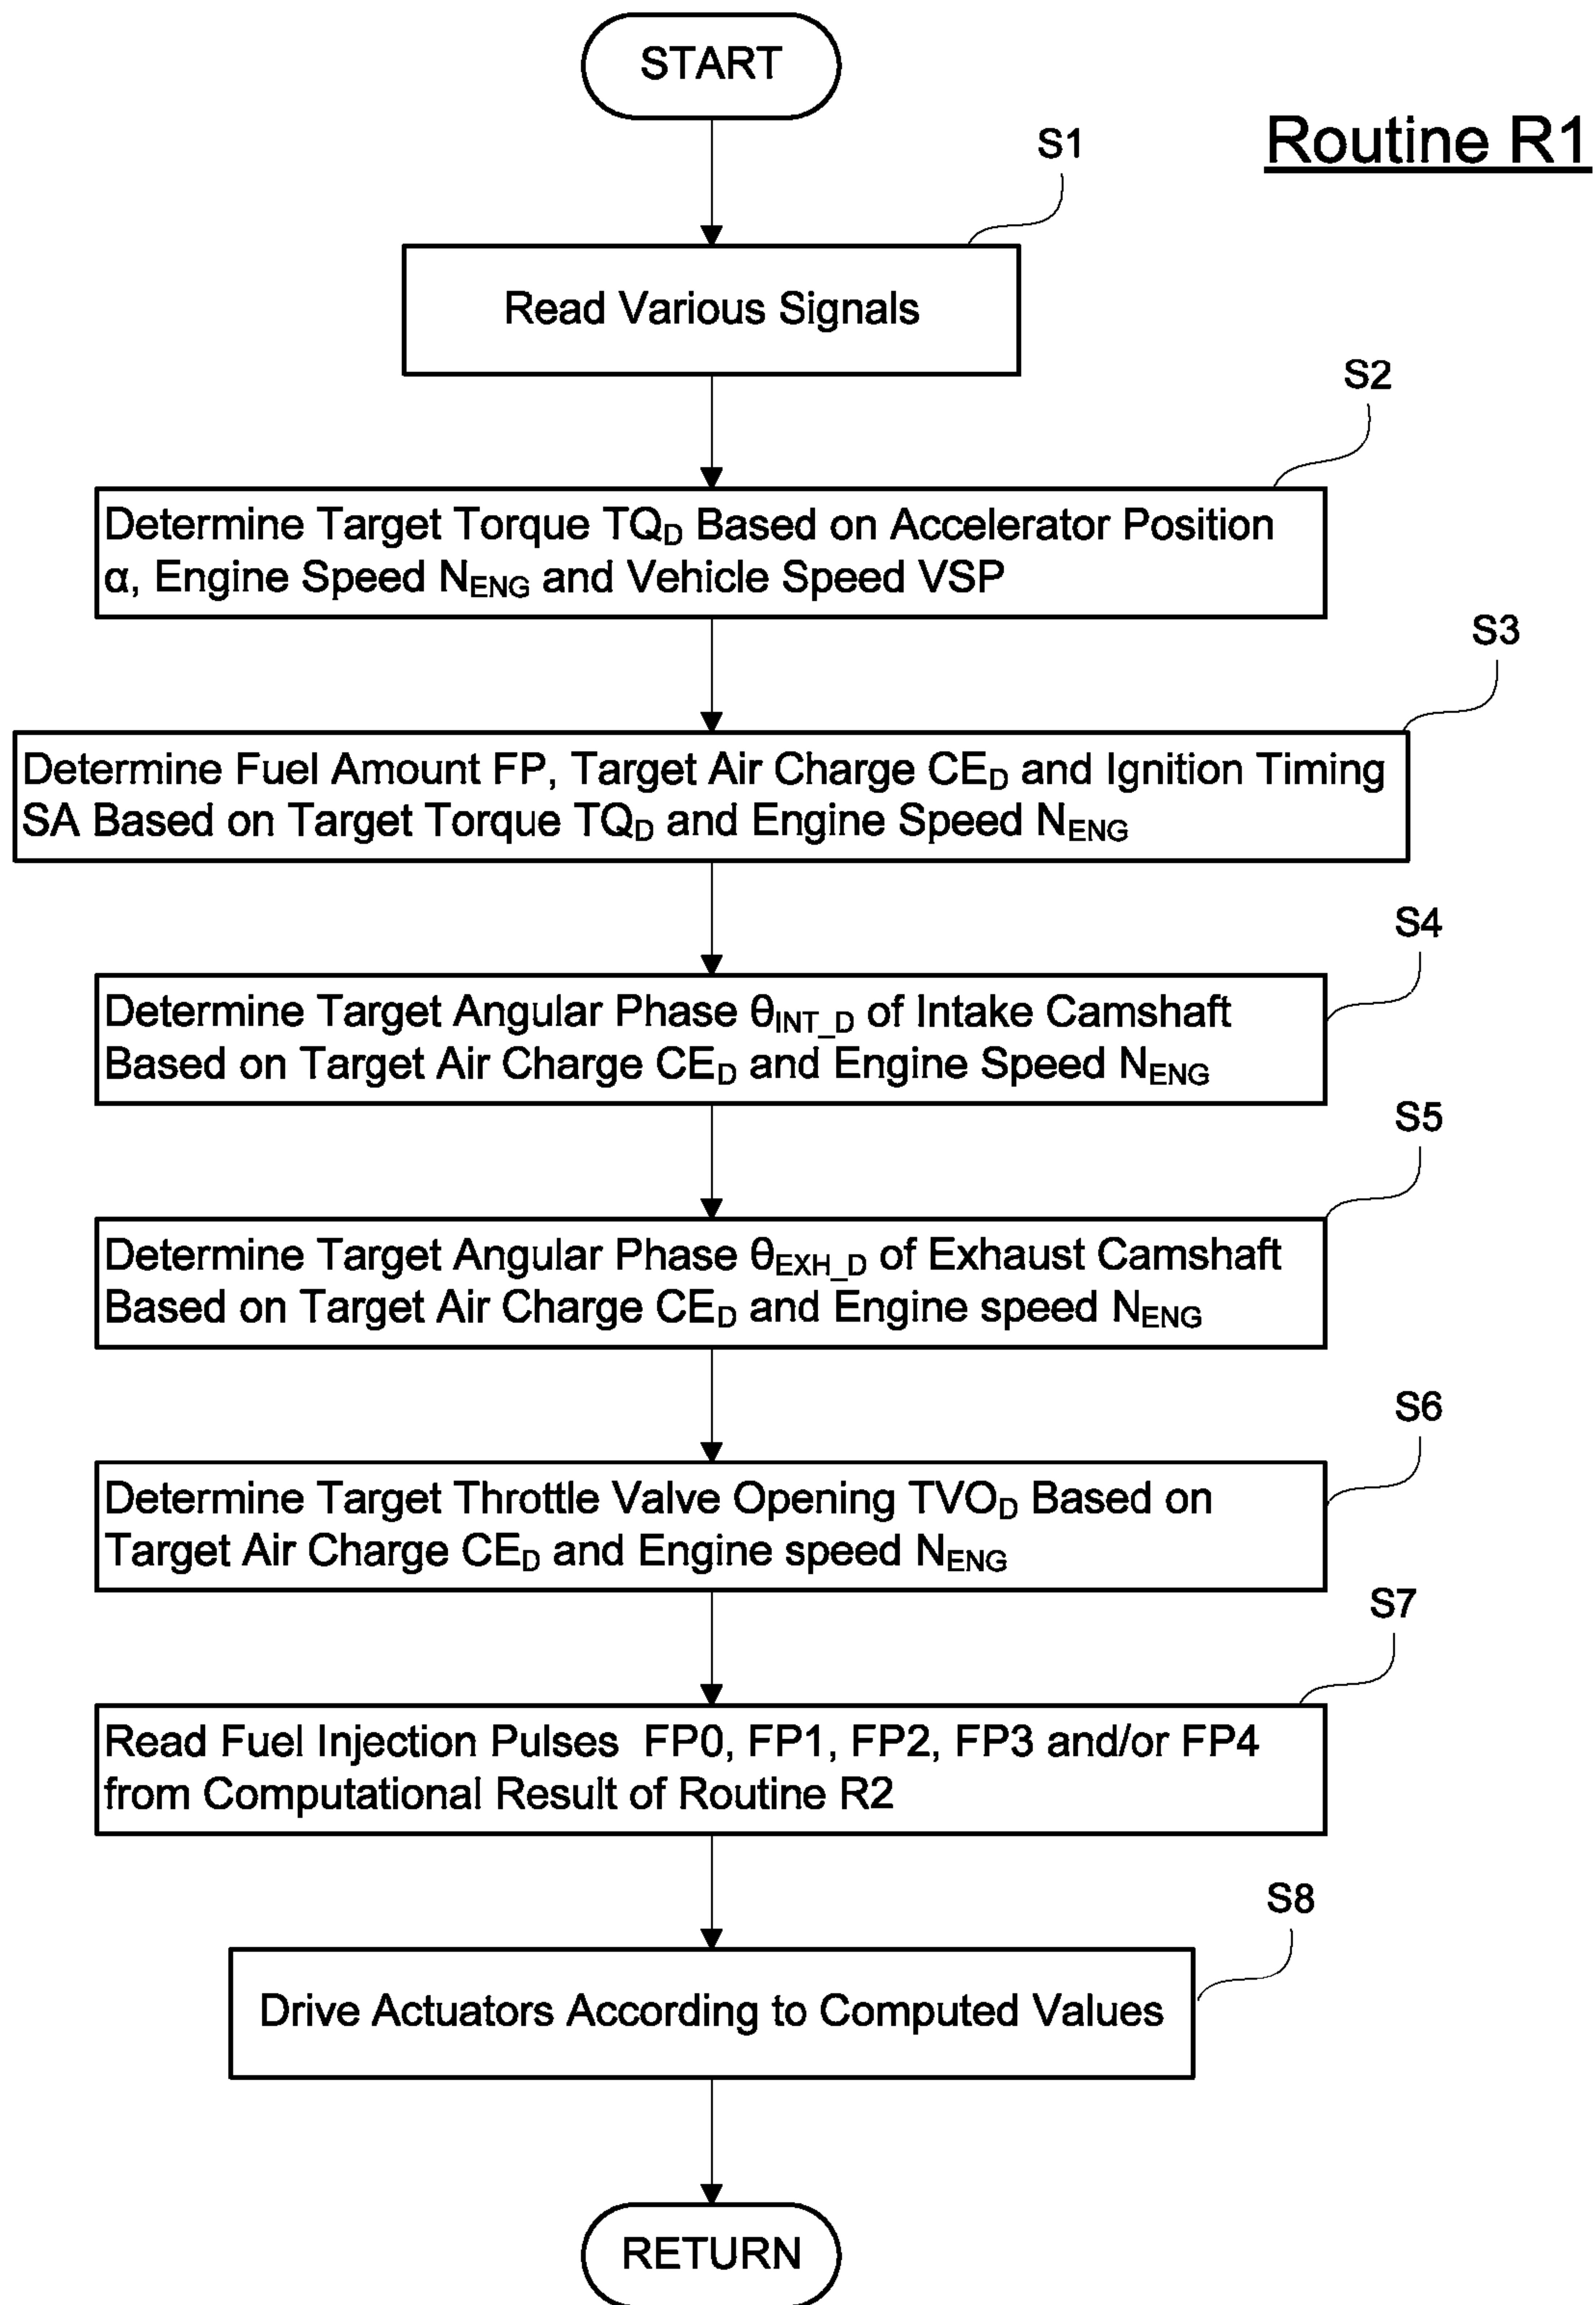 START
Routine R1
S1
Read Various Signals
S2
Determine Target Torque TQD Based on Accelerator Position
α, Engine Speed NENG and Vehicle Speed VSP
S3
Determine Fuel Amount FP, Target Air Charge CED and Ignition Timing
SA Based on Target Torque TQD and Engine Speed NENG
S4
Determine Target Angular Phase θINT_D of Intake Camshaft
Based on Target Air Charge CED and Engine Speed NENG
S5
Determine Target Angular Phase θEXH_D of Exhaust Camshaft
Based on Target Air Charge CED and Engine speed NENG
S6
Determine Target Throttle Valve Opening TVOD Based on
Target Air Charge CED and Engine speed NENG
S7
Read Fuel Injection Pulses FP0, FP1, FP2, FP3 and/or FP4
from Computational Result of Routine R2
S8
Drive Actuators According to Computed Values
RETURN